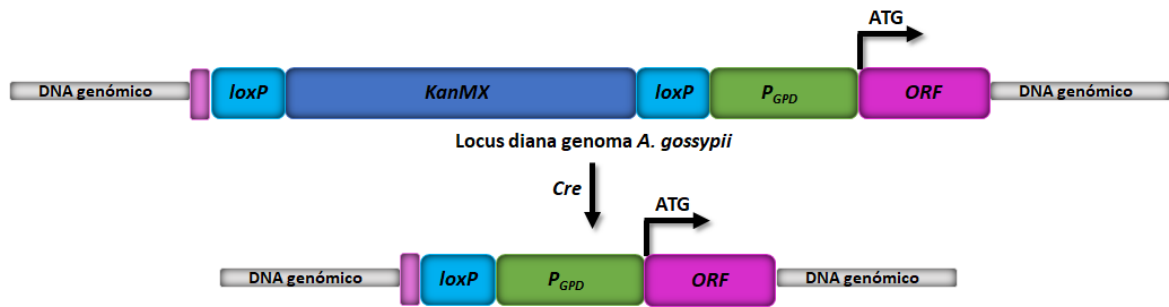 ATG
DNA genómico loxP KanMX loxP PGPD ORF DNA genómico
Locus diana genoma A. gossypii
Cre
ATG
DNA genómico loxP PGPD ORF DNA genómico